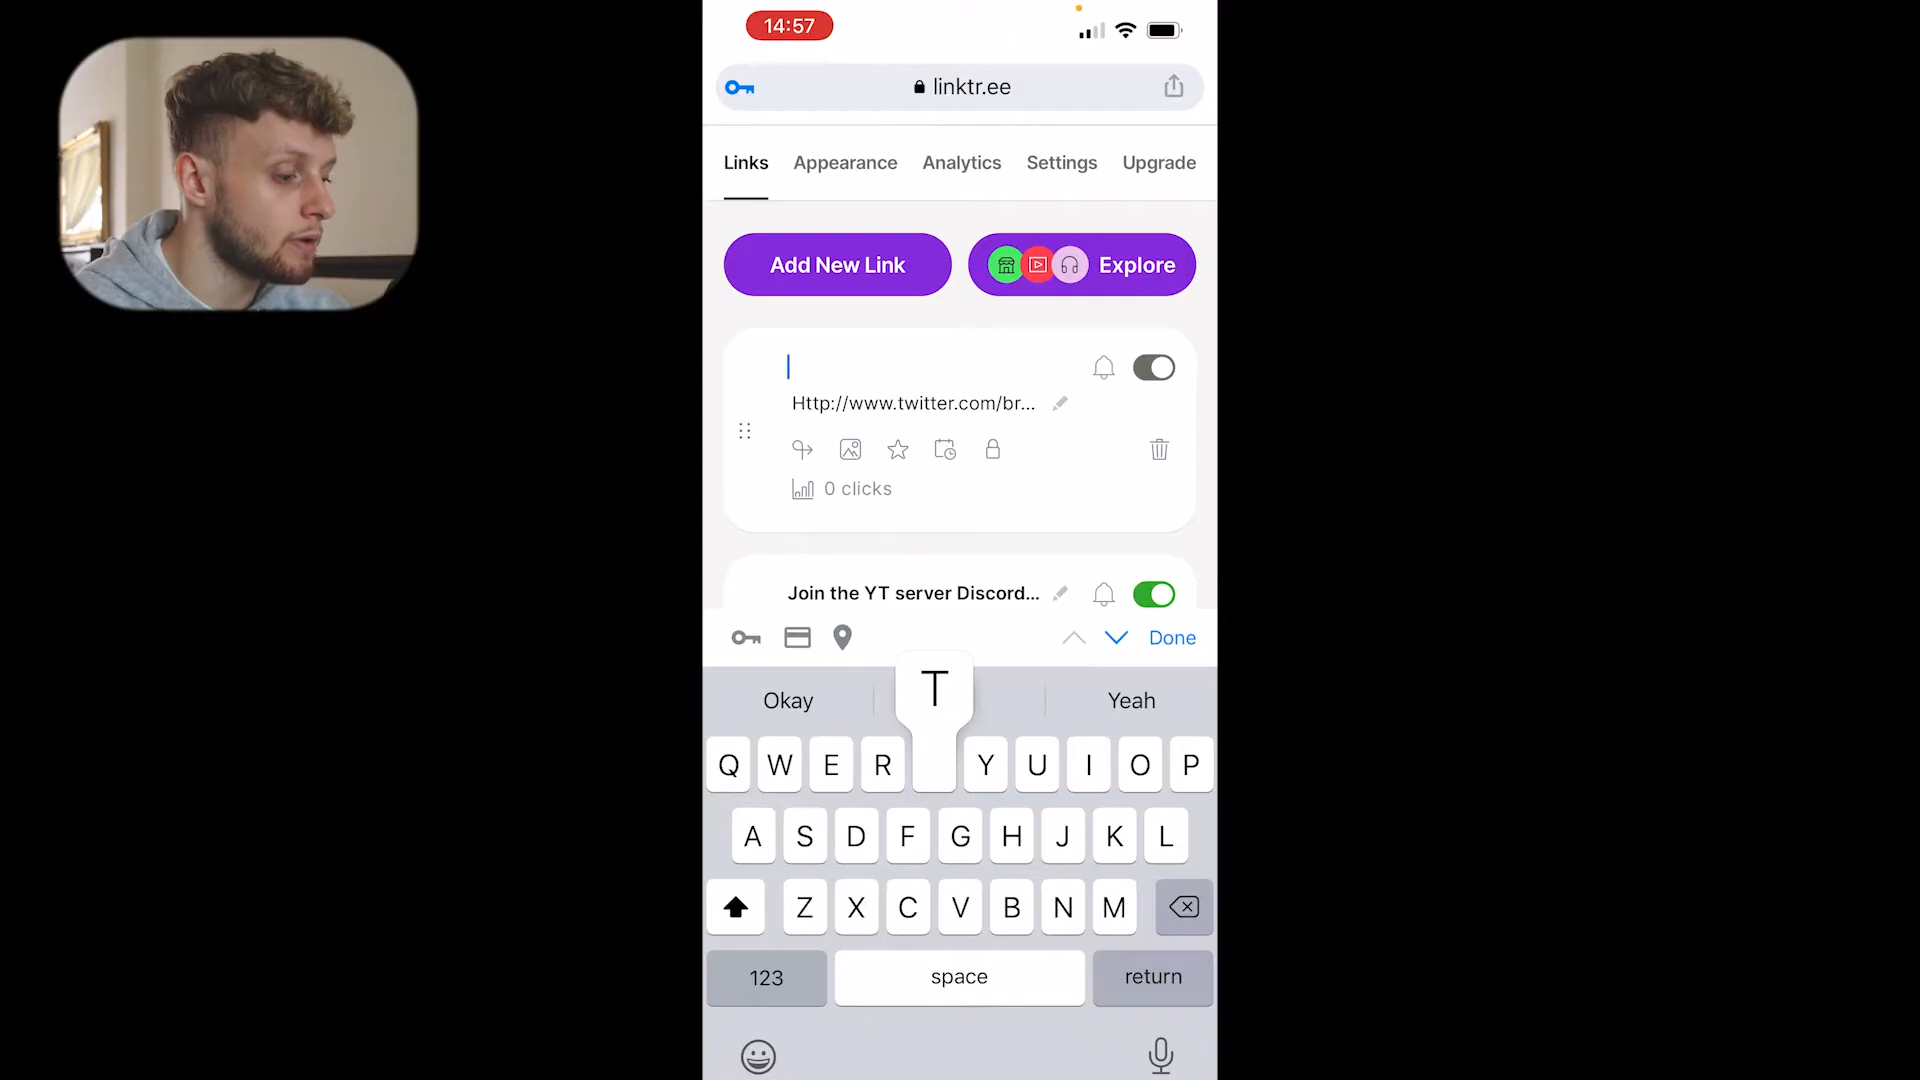 14:57
linktr.ee
Links Appearance Analytics Settings Upgrade
Add New Link Explore
Http://www.twitter.com/br...
0 clicks
Join the YT server Discord...
Done
T
Okay Yeah
Q W E R Y U I O P
A S D F G H J K L
Z X C V B N M
123 space return